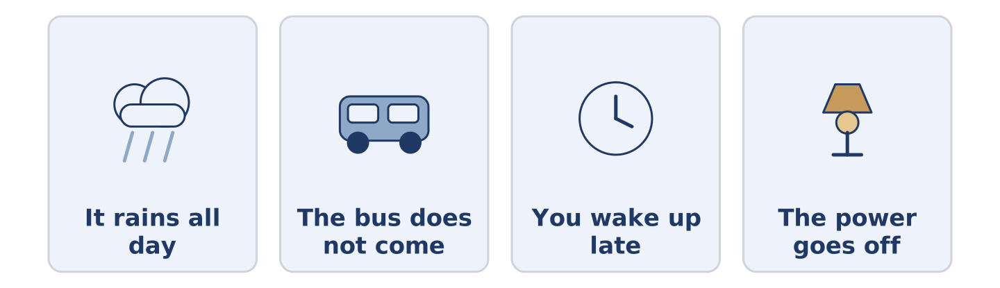 It rains all
day
The bus does
not come
You wake up
late
The power
goes off